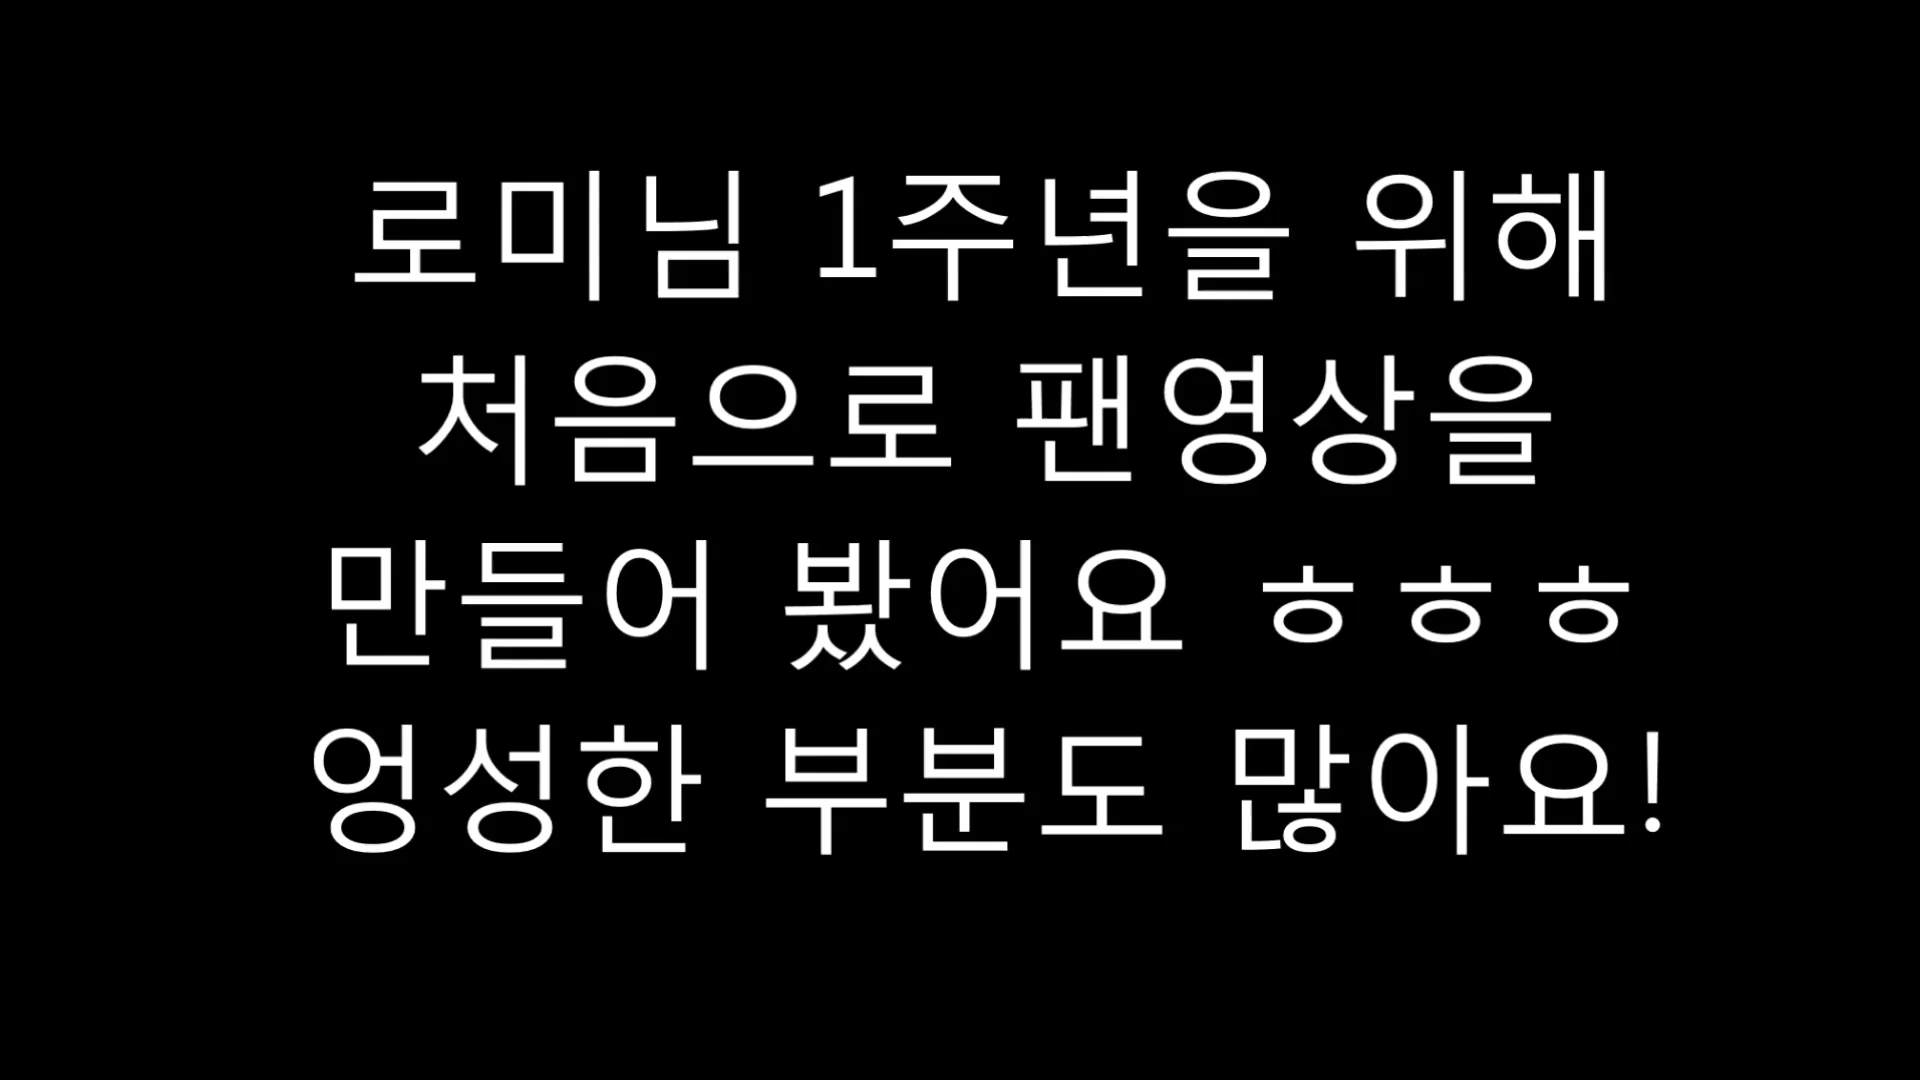 로미님 1주년을 위해
처음으로 팬영상을
만들어 봤어요 ㅎㅎㅎ
엉성한 부분도 많아요!